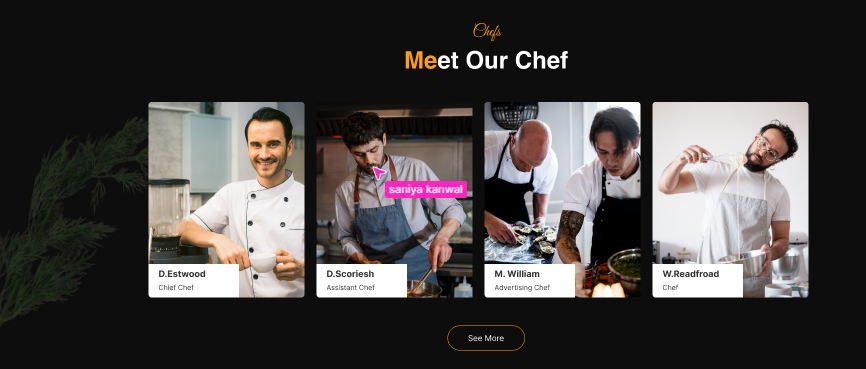 Chefs
Meet Our Chef
saniya kanwal
D.Estwood
Chief Chef
D.Scoriesh
Assistant Chef
M. William
Advertising Chef
W.Readfroad
Chef
See More